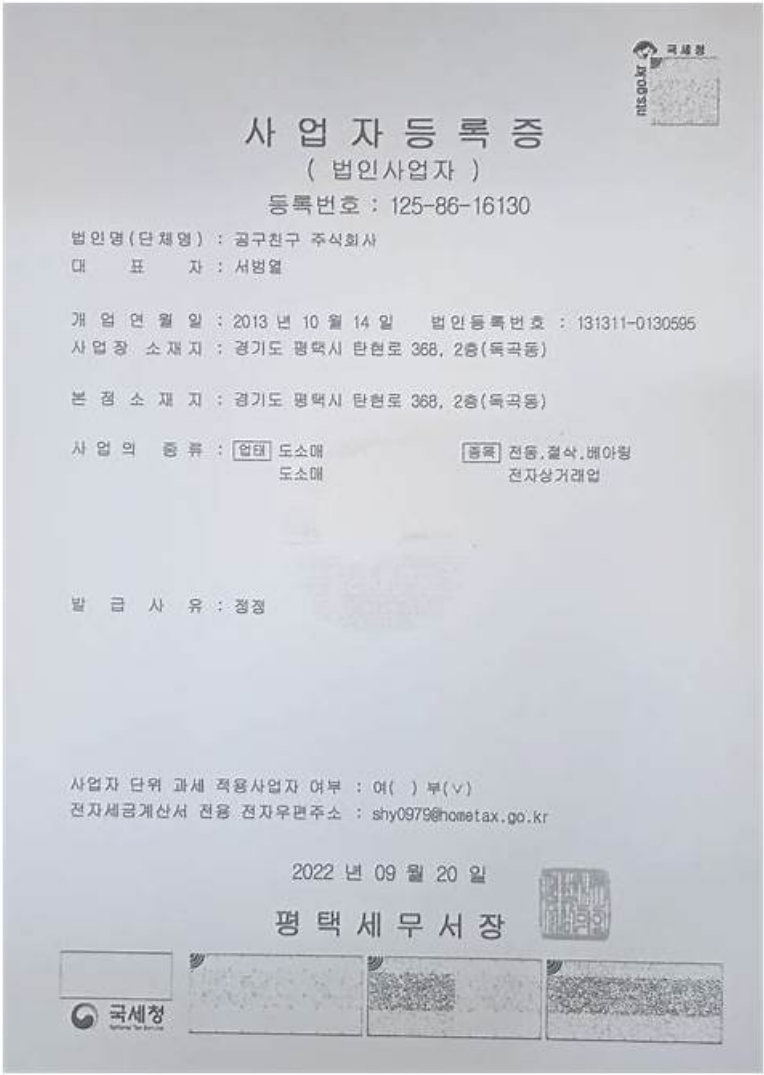 국세청
nts.go.kr
사업자등록증
( 법인사업자 )
등록번호 : 125-86-16130
법인명(단체명) : 공구친구 주식회사
대 표 자 : 서범열
개 업 연 월 일 : 2013 년 10 월 14 일 법인등록번호 : 131311-0130595
사업장 소재지 : 경기도 평택시 탄현로 368, 2층(독곡동)
본 점 소 재 지 : 경기도 평택시 탄현로 368, 2층(독곡동)
사 업 의 종 류 : 업태 도소매 종목 전동,절삭,베아링
도소매 전자상거래업
발 급 사 유 : 정정
사업자 단위 과세 적용사업자 여부 : 여( ) 부(∨)
전자세금계산서 전용 전자우편주소 : shy0979@hometax.go.kr
2022 년 09 월 20 일
평택세무서장
국세청
National Tax Service